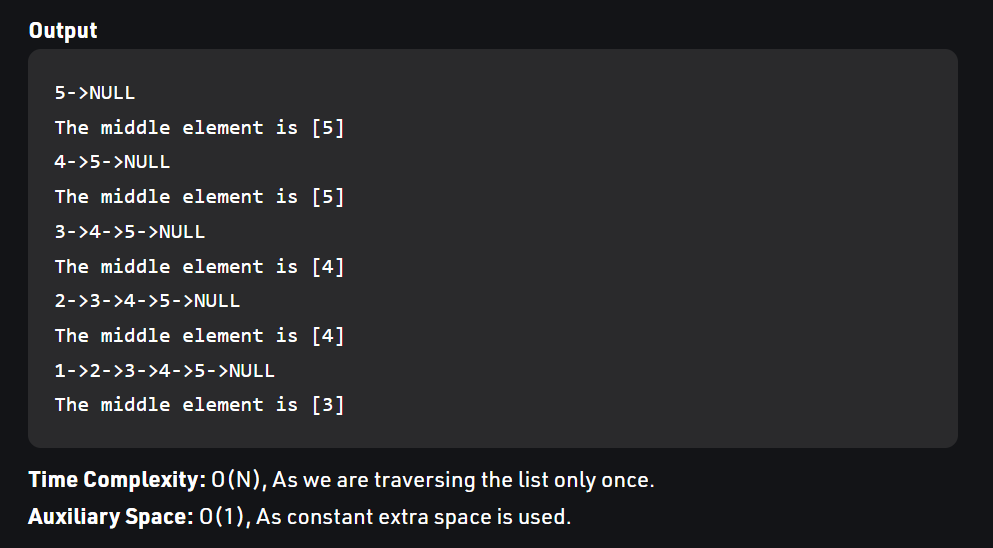 Output
5->NULL
The middle element is [5]
4->5->NULL
The middle element is [5]
3->4->5->NULL
The middle element is [4]
2->3->4->5->NULL
The middle element is [4]
1->2->3->4->5->NULL
The middle element is [3]
Time Complexity: O(N), As we are traversing the list only once.
Auxiliary Space: O(1), As constant extra space is used.